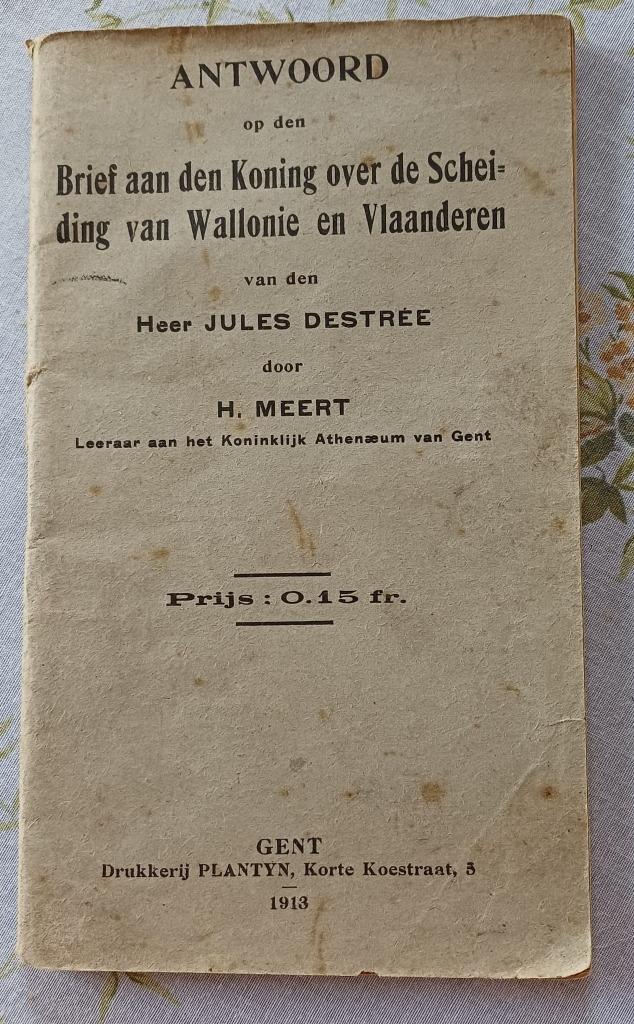 ANTWOORD
op den
Brief aan den Koning over de Schei-
ding van Wallonie en Vlaanderen
van den
Heer JULES DESTRÉE
door
H. MEERT
Leeraar aan het Koninklijk Athenæum van Gent
Prijs : 0.15 fr.
GENT
Drukkerij PLANTYN, Korte Koestraat, 3
1913